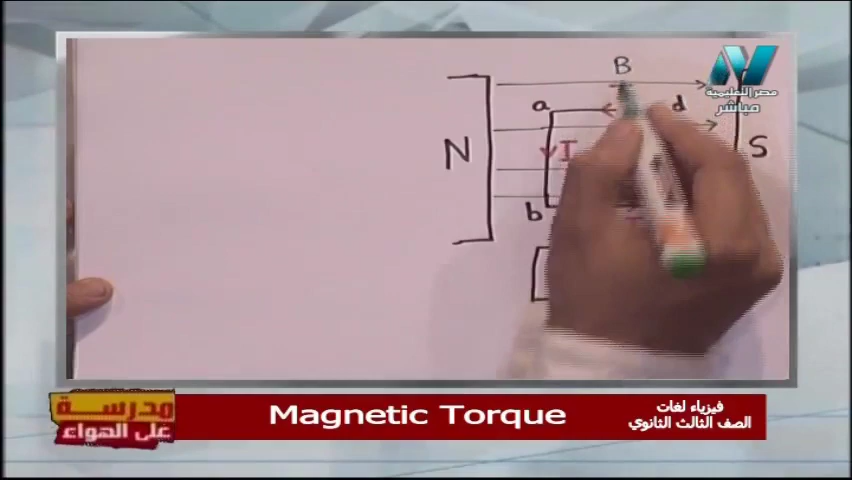 B
مصر التعليمية
مباشر
a
d
N
I
S
b
مدرسة
على الهواء
Magnetic Torque
فيزياء لغات
الصف الثالث الثانوي